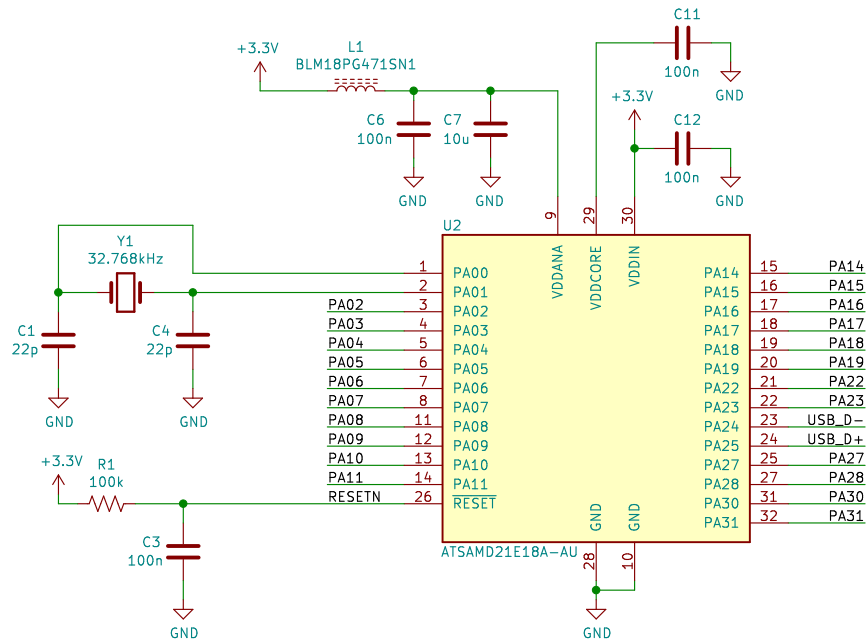 C11
100n
GND
+3.3V
L1
BLM18PG471SN1
+3.3V
C6
100n
C7
10u
C12
100n
GND
GND
GND
9
29
30
U2
VDDANA
VDDCORE
VDDIN
Y1
32.768kHz
1 PA00
2 PA01
PA02 3 PA02
PA03 4 PA03
PA04 5 PA04
PA05 6 PA05
PA06 7 PA06
PA07 8 PA07
PA08 11 PA08
PA09 12 PA09
PA10 13 PA10
PA11 14 PA11
RESETN 26 RESET
PA14 15 PA14
PA15 16 PA15
PA16 17 PA16
PA17 18 PA17
PA18 19 PA18
PA19 20 PA19
PA22 21 PA22
PA23 22 PA23
PA24 23 USB_D-
PA25 24 USB_D+
PA27 25 PA27
PA28 27 PA28
PA30 31 PA30
PA31 32 PA31
C1
22p
C4
22p
GND
GND
+3.3V
R1
100k
C3
100n
GND
GND
GND
ATSAMD21E18A-AU
28
10
GND